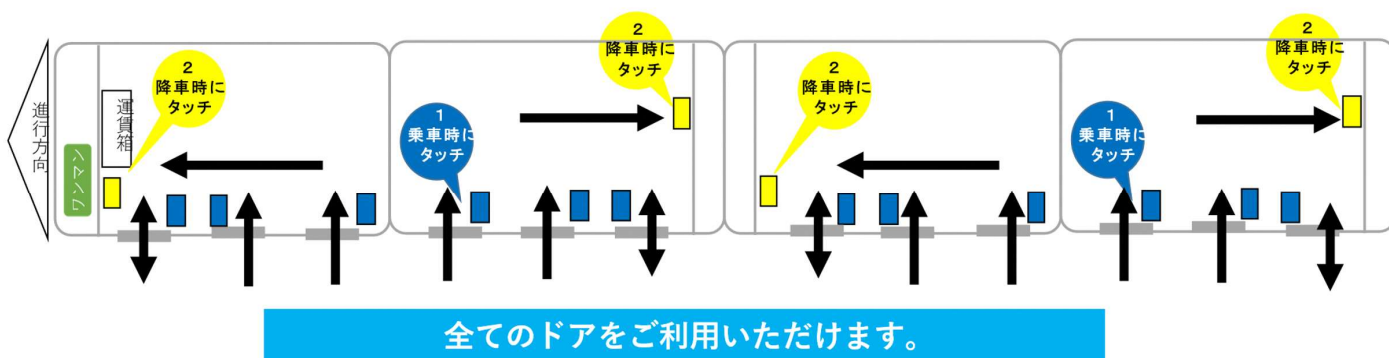 進行方向
ワンマン
運賃箱
2
降車時に
タッチ
1
乗車時に
タッチ
2
降車時に
タッチ
2
降車時に
タッチ
1
乗車時に
タッチ
2
降車時に
タッチ
全てのドアをご利用いただけます。